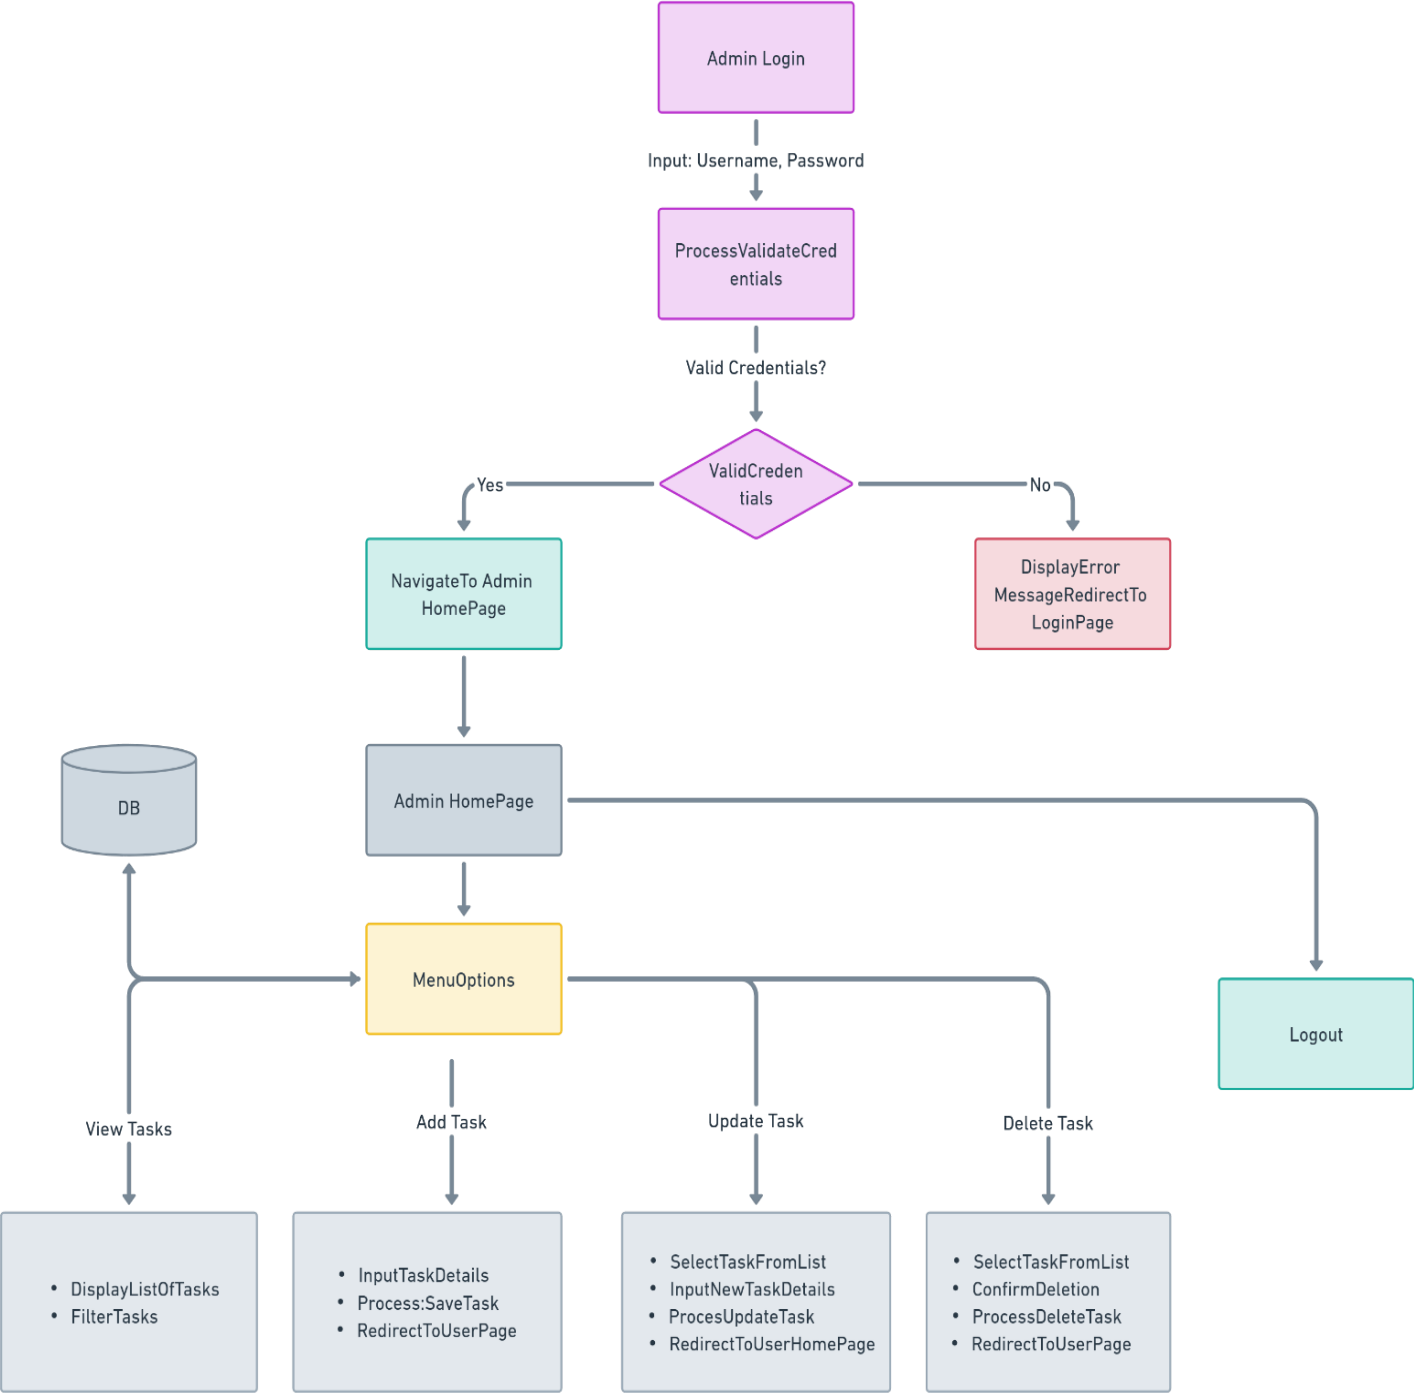 Admin Login
Input: Username, Password
ProcessValidateCred
entials
Valid Credentials?
ValidCreden
tials
Yes
No
NavigateTo Admin
HomePage
DisplayError
MessageRedirectTo
LoginPage
DB
Admin HomePage
MenuOptions
Logout
View Tasks
Add Task
Update Task
Delete Task
• DisplayListOfTasks
• FilterTasks
• InputTaskDetails
• Process:SaveTask
• RedirectToUserPage
• SelectTaskFromList
• InputNewTaskDetails
• ProcesUpdateTask
• RedirectToUserHomePage
• SelectTaskFromList
• ConfirmDeletion
• ProcessDeleteTask
• RedirectToUserPage